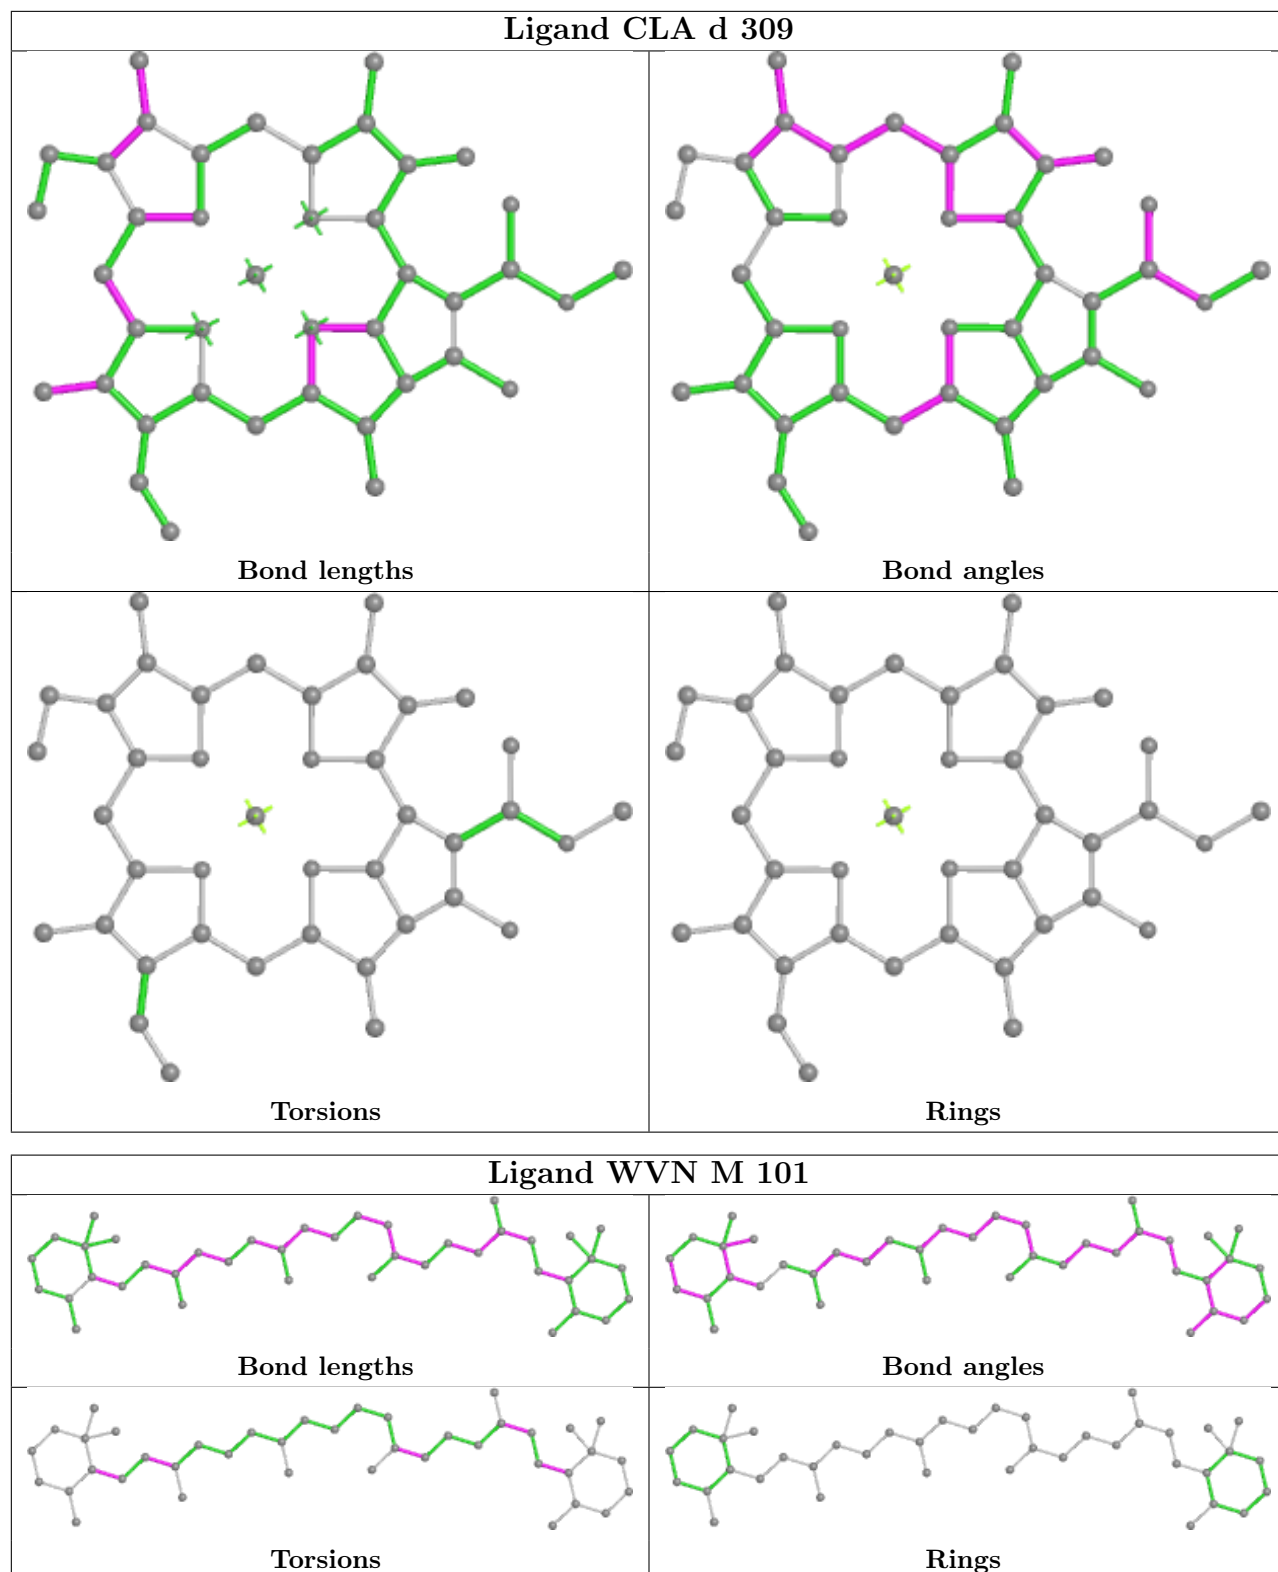 Ligand CLA d 309
Bond lengths
Bond angles
Torsions
Rings
Ligand WVN M 101
Bond lengths
Bond angles
Torsions
Rings